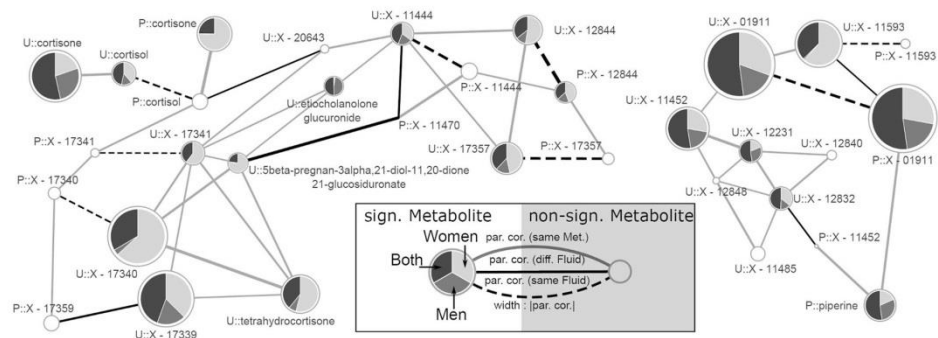 P::cortisone
U::cortisone
U::cortisol
P::cortisol
U::X - 20643
U::X - 11444
U::X - 12844
P::X - 12844
P::X - 11444
U::etiocholanolone
glucuronide
P::X - 11470
P::X - 17341
U::X - 17341
P::X - 17340
U::5beta-pregnan-3alpha,21-diol-11,20-dione
21-glucosiduronate
U::X - 17357
P::X - 17357
U::X - 17340
P::X - 17359
U::X - 17339
U::tetrahydrocortisone
U::X - 01911
U::X - 11593
P::X - 11593
U::X - 11452
P::X - 01911
U::X - 12231
U::X - 12840
U::X - 12848
U::X - 12832
P::X - 11452
U::X - 11485
P::piperine
sign. Metabolite
non-sign. Metabolite
Women
Both
Men
par. cor. (same Met.)
par. cor. (diff. Fluid)
par. cor. (same Fluid)
width : |par. cor.|